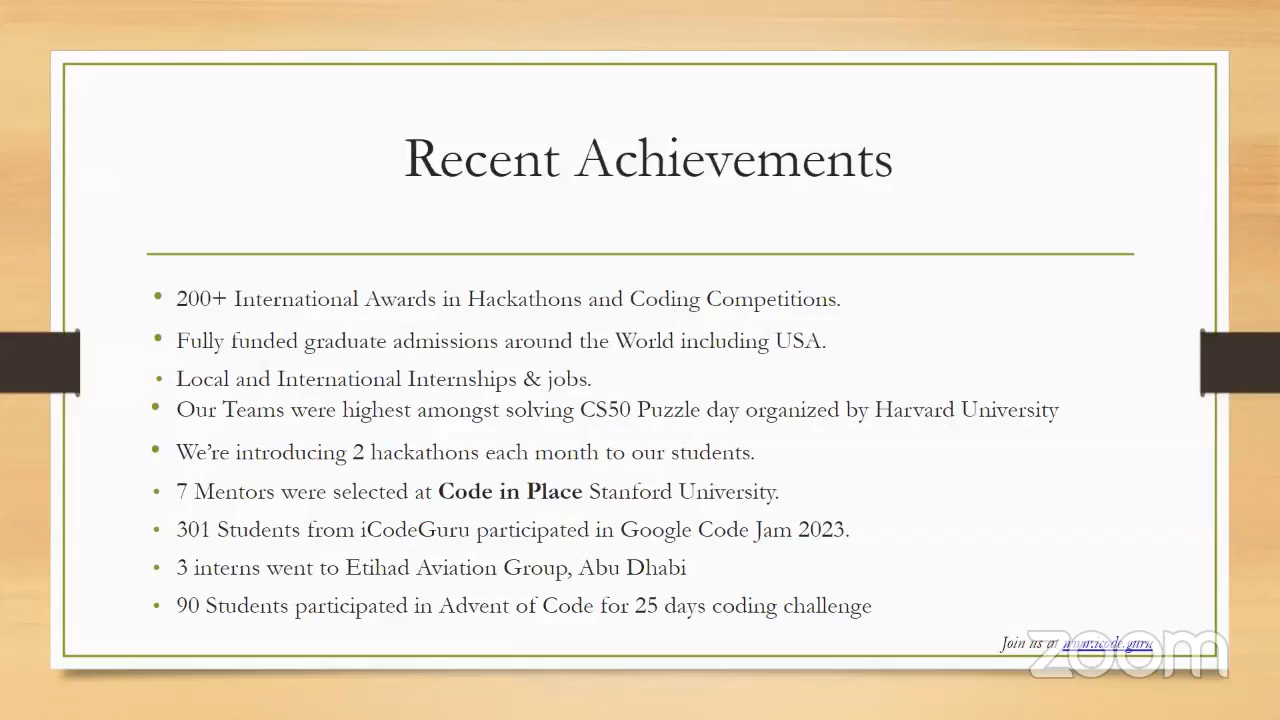 Recent Achievements
• 200+ International Awards in Hackathons and Coding Competitions.
• Fully funded graduate admissions around the World including USA.
• Local and International Internships & jobs.
• Our Teams were highest amongst solving CS50 Puzzle day organized by Harvard University
• We're introducing 2 hackathons each month to our students.
• 7 Mentors were selected at Code in Place Stanford University.
• 301 Students from iCodeGuru participated in Google Code Jam 2023.
• 3 interns went to Etihad Aviation Group, Abu Dhabi
• 90 Students participated in Advent of Code for 25 days coding challenge
Join us at www.icode.guru
zoom